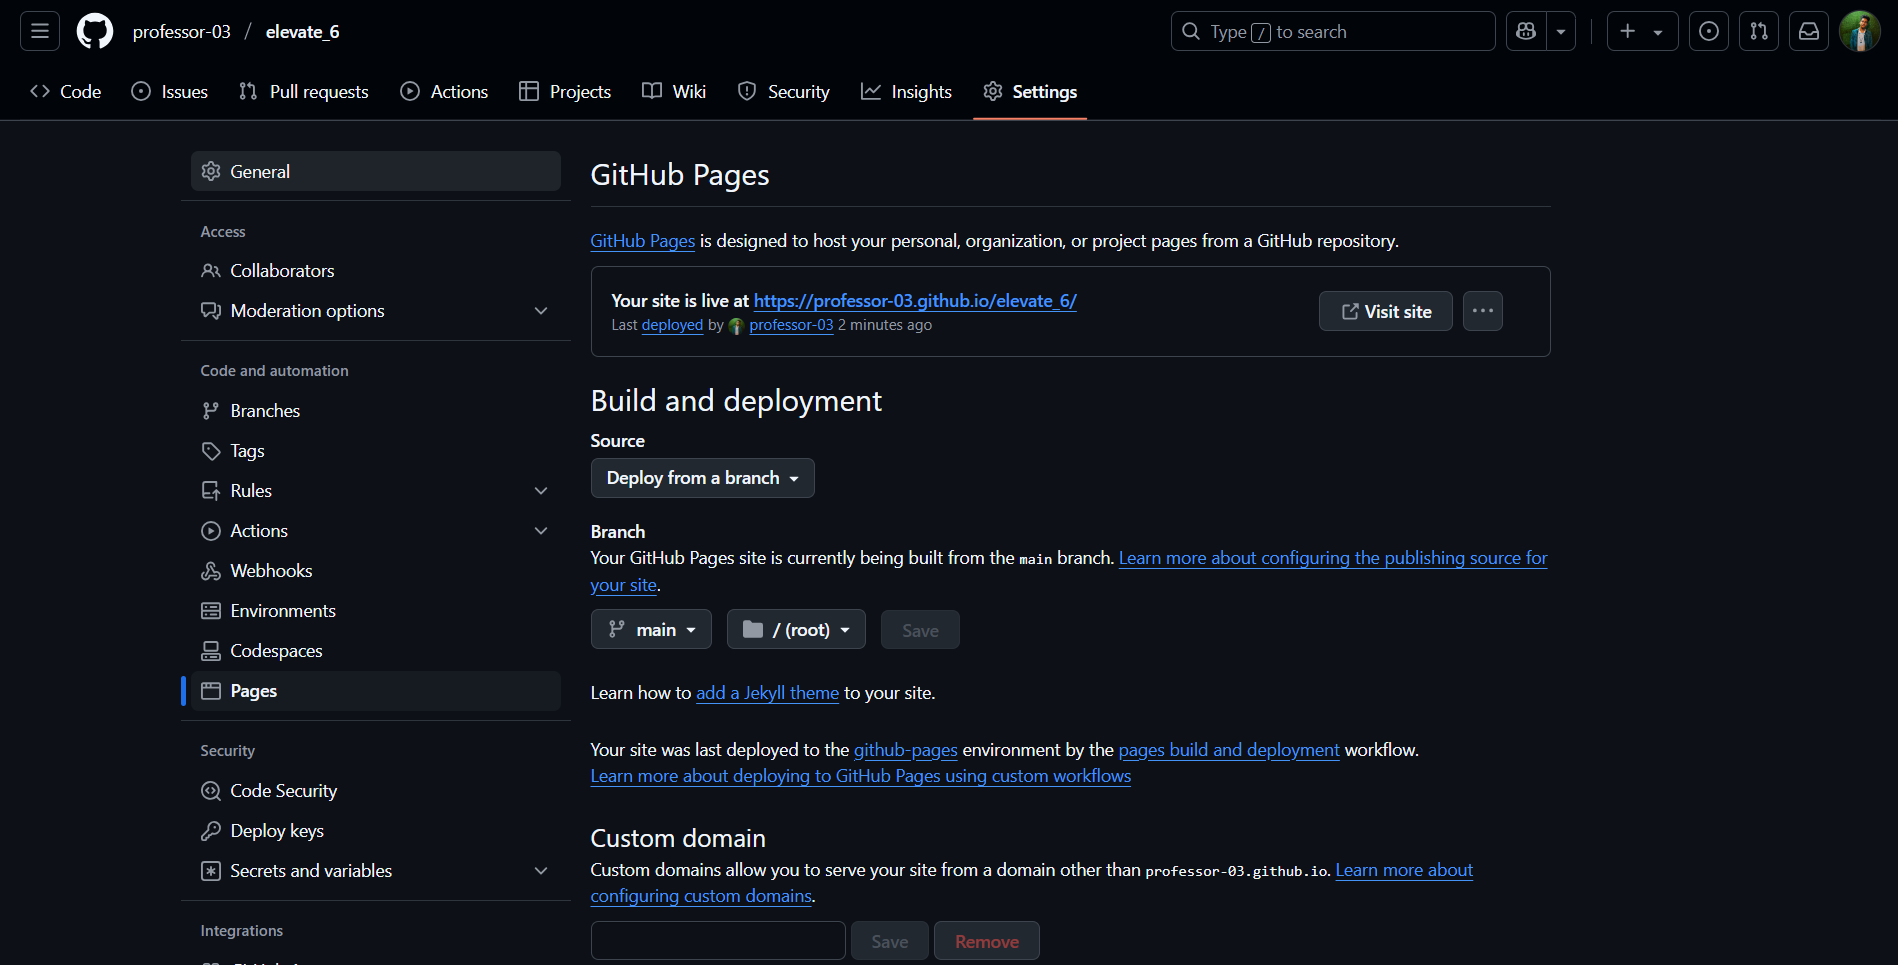 professor-03 / elevate_6
Type / to search
Code
Issues
Pull requests
Actions
Projects
Wiki
Security
Insights
Settings
General
Access
Collaborators
Moderation options
Code and automation
Branches
Tags
Rules
Actions
Webhooks
Environments
Codespaces
Pages
Security
Code Security
Deploy keys
Secrets and variables
Integrations
GitHub Pages
GitHub Pages is designed to host your personal, organization, or project pages from a GitHub repository.
Your site is live at https://professor-03.github.io/elevate_6/
Last deployed by professor-03 2 minutes ago
Visit site
Build and deployment
Source
Deploy from a branch
Branch
Your GitHub Pages site is currently being built from the main branch. Learn more about configuring the publishing source for
your site.
main
/ (root)
Save
Learn how to add a Jekyll theme to your site.
Your site was last deployed to the github-pages environment by the pages build and deployment workflow.
Learn more about deploying to GitHub Pages using custom workflows
Custom domain
Custom domains allow you to serve your site from a domain other than professor-03.github.io. Learn more about
configuring custom domains.
Save
Remove